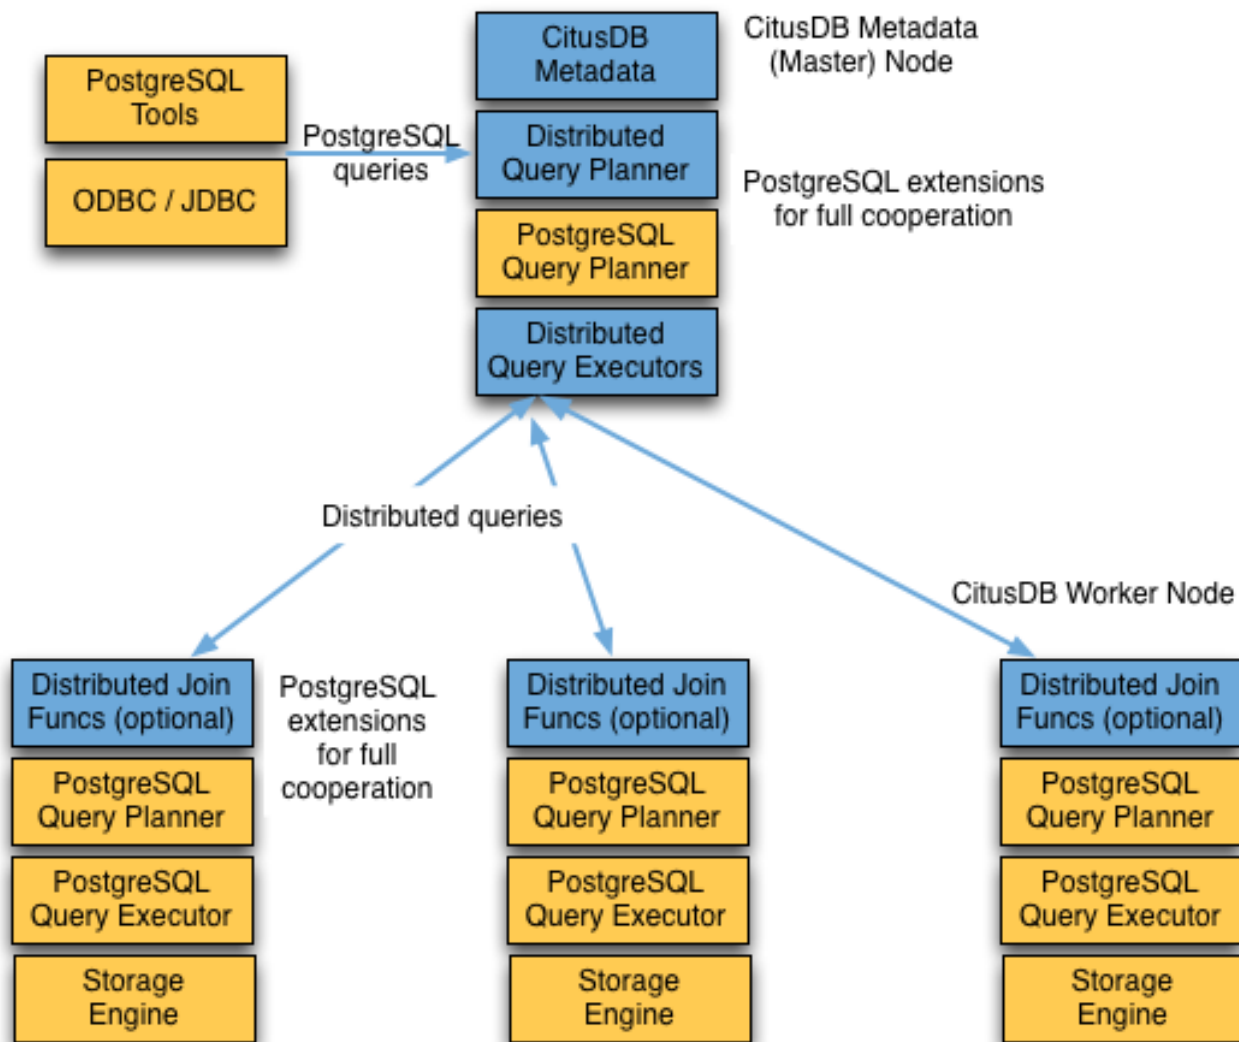 CitusDB
Metadata
CitusDB Metadata
(Master) Node
PostgreSQL
Tools
ODBC / JDBC
PostgreSQL
queries
Distributed
Query Planner
PostgreSQL extensions
for full cooperation
PostgreSQL
Query Planner
Distributed
Query Executors
Distributed queries
CitusDB Worker Node
Distributed Join
Funcs (optional)
PostgreSQL
Query Planner
PostgreSQL
Query Executor
Storage
Engine
PostgreSQL
extensions
for full
cooperation
Distributed Join
Funcs (optional)
PostgreSQL
Query Planner
PostgreSQL
Query Executor
Storage
Engine
Distributed Join
Funcs (optional)
PostgreSQL
Query Planner
PostgreSQL
Query Executor
Storage
Engine